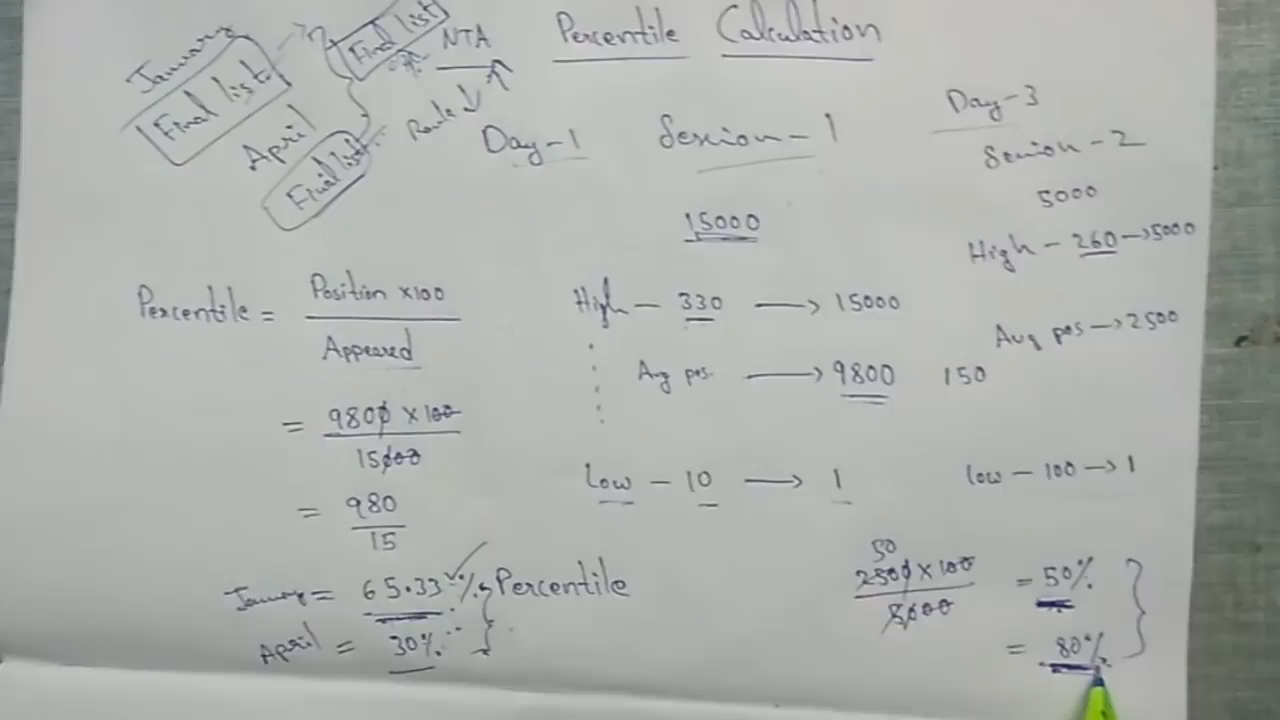 Percentile Calculation
January
Final list
Final list
NTA
April
Final list
Rank
Day-1 Session-1
15000
Day-3
Session-2
5000
High - 260 → 5000
Avg pos → 2500
150
Low - 100 → 1
Percentile = Position x100
Appeared
= 9800 x 100
15000
= 980
15
January = 65.33 % Percentile
April = 30%
High - 330 → 15000
Avg pos. → 9800
Low - 10 → 1
50
2500 x 100 = 50%
5000
= 80%